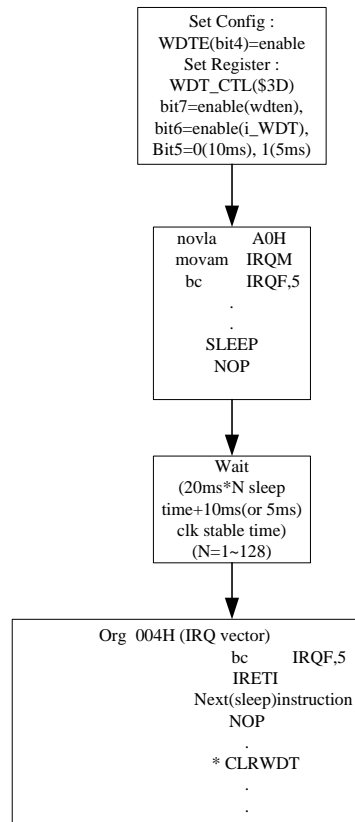 Set Config :
WDTE(bit4)=enable
Set Register :
WDT_CTL($3D)
bit7=enable(wdten),
bit6=enable(i_WDT),
Bit5=0(10ms), 1(5ms)
novla A0H
movam IRQM
bc IRQF,5
.
.
SLEEP
NOP
Wait
(20ms*N sleep
time+10ms(or 5ms)
clk stable time)
(N=1~128)
Org 004H (IRQ vector)
bc IRQF,5
IRETI
Next(sleep)instruction
NOP
.
* CLRWDT
.
.